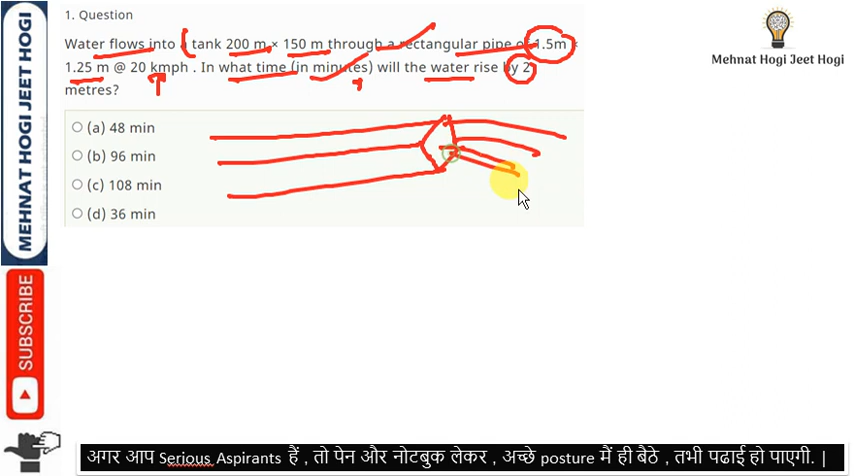 1. Question
Water flows into a tank 200 m × 150 m through a rectangular pipe of 1.5m ×
1.25 m @ 20 kmph . In what time (in minutes) will the water rise by 2
metres?
(a) 48 min
(b) 96 min
(c) 108 min
(d) 36 min
MEHNAT HOGI JEET HOGI
SUBSCRIBE
Mehnat Hogi Jeet Hogi
अगर आप Serious Aspirants हैं , तो पेन और नोटबुक लेकर , अच्छे posture मैं ही बैठे , तभी पढाई हो पाएगी. |